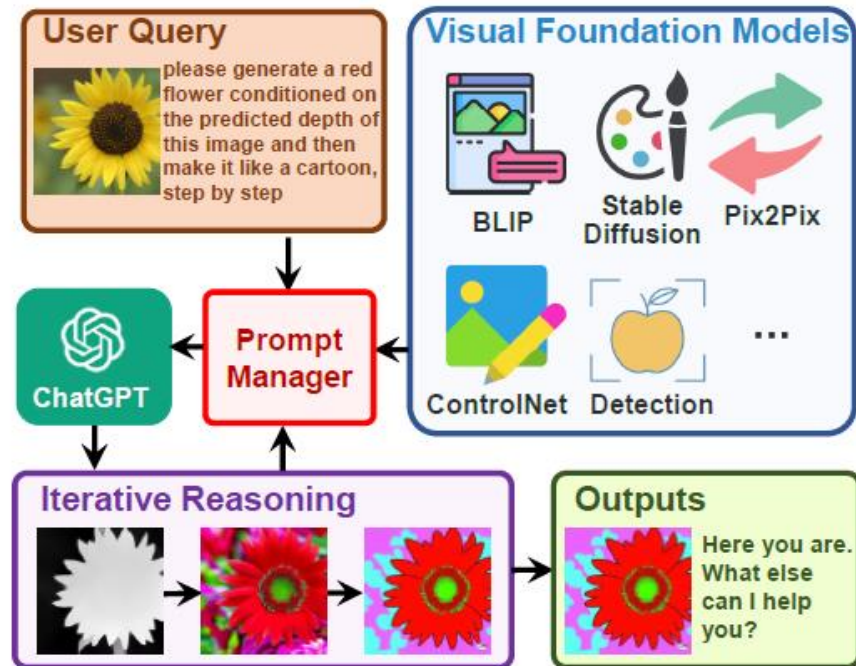 User Query
please generate a red
flower conditioned on
the predicted depth of
this image and then
make it like a cartoon,
step by step
Visual Foundation Models
BLIP
Stable
Diffusion
Pix2Pix
ControlNet
Detection
...
ChatGPT
Prompt
Manager
Iterative Reasoning
Outputs
Here you are.
What else
can I help
you?